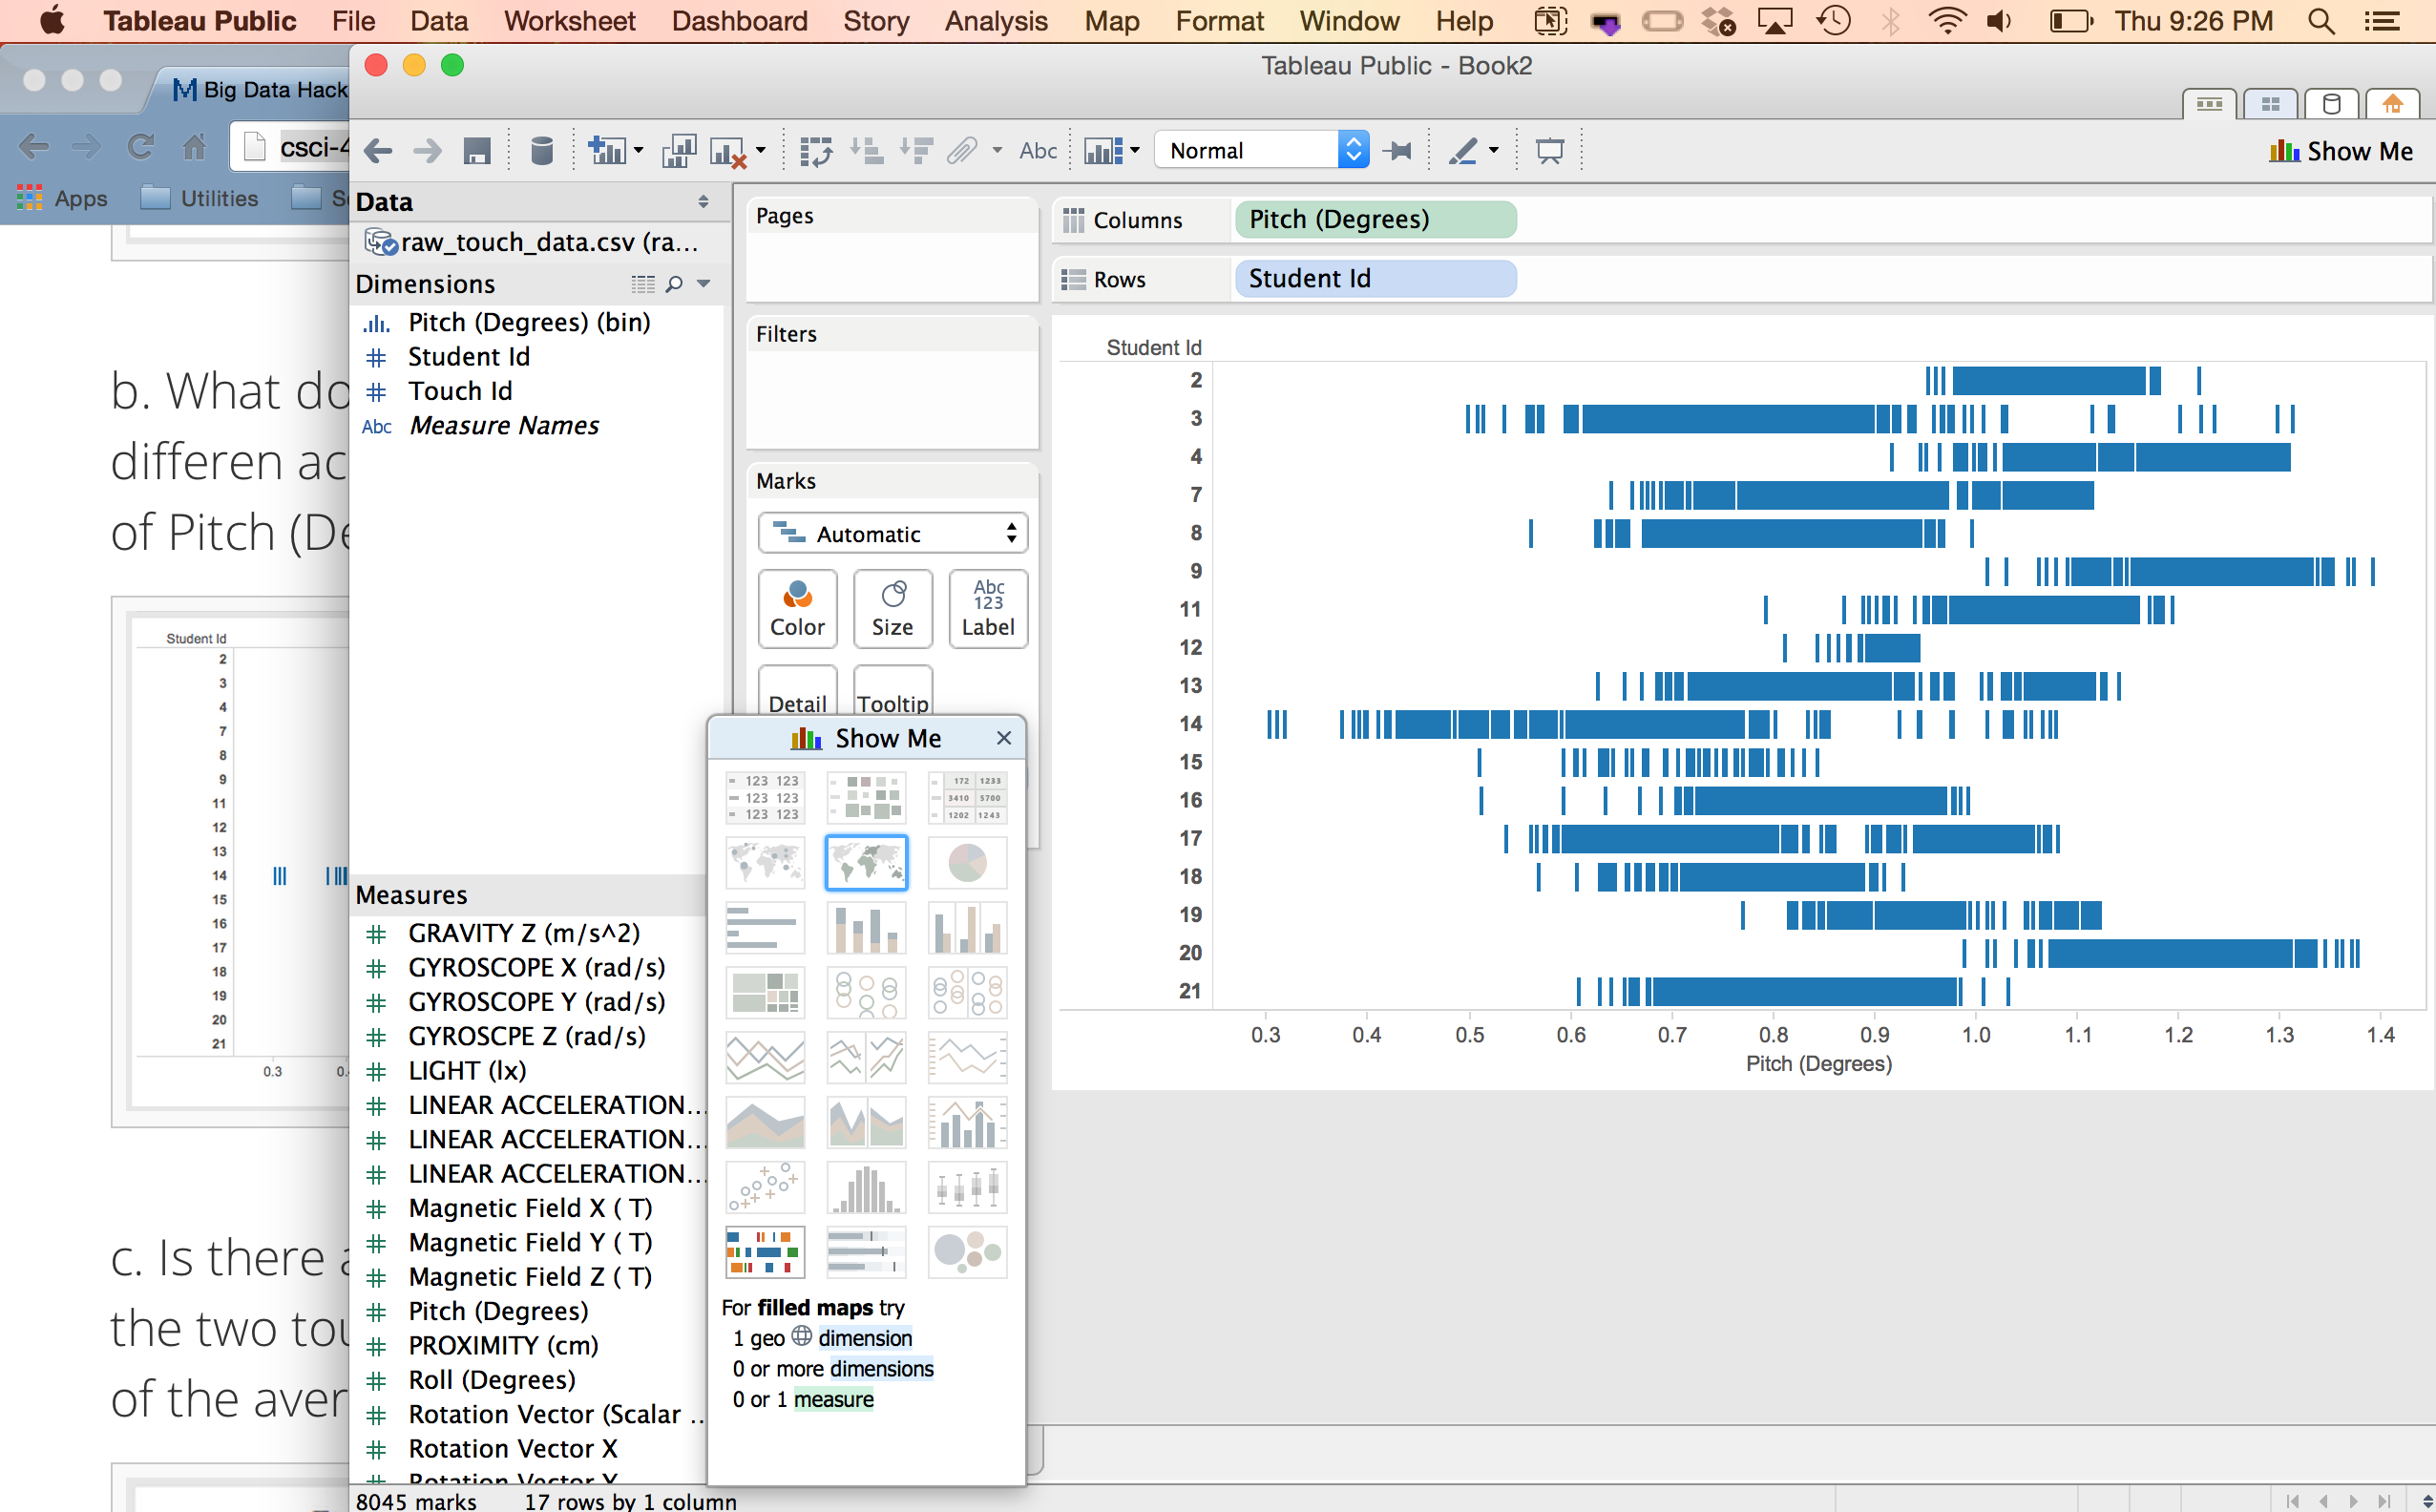 Tableau Public File Data Worksheet Dashboard Story Analysis Map Format Window Help Thu 9:26 PM
Tableau Public - Book2
Big Data Hack
csci-4
Apps Utilities
Abc Normal Show Me
b. What do
differen ac
of Pitch (De
Student Id
2
3
4
7
8
9
11
12
13
14
15
16
17
18
19
20
21
0.3
c. Is there
the two tou
of the aver
Data
raw_touch_data.csv (ra...
Dimensions
Pitch (Degrees) (bin)
Student Id
Touch Id
Abc Measure Names
Measures
GRAVITY Z (m/s^2)
GYROSCOPE X (rad/s)
GYROSCOPE Y (rad/s)
GYROSCPE Z (rad/s)
LIGHT (lx)
LINEAR ACCELERATION...
LINEAR ACCELERATION...
LINEAR ACCELERATION...
Magnetic Field X ( T)
Magnetic Field Y ( T)
Magnetic Field Z ( T)
Pitch (Degrees)
PROXIMITY (cm)
Roll (Degrees)
Rotation Vector (Scalar ..
Rotation Vector X
Rotation Vector Y
8045 marks 17 rows by 1 column
Pages
Filters
Marks
Automatic
Color Size Abc 123 Label
Detail Tooltip
Show Me
123 123
123 123
123 123
172 1233
3410 5700
1202 1243
For filled maps try
1 geo dimension
0 or more dimensions
0 or 1 measure
Columns Pitch (Degrees)
Rows Student Id
Student Id
2
3
4
7
8
9
11
12
13
14
15
16
17
18
19
20
21
0.3 0.4 0.5 0.6 0.7 0.8 0.9 1.0 1.1 1.2 1.3 1.4
Pitch (Degrees)